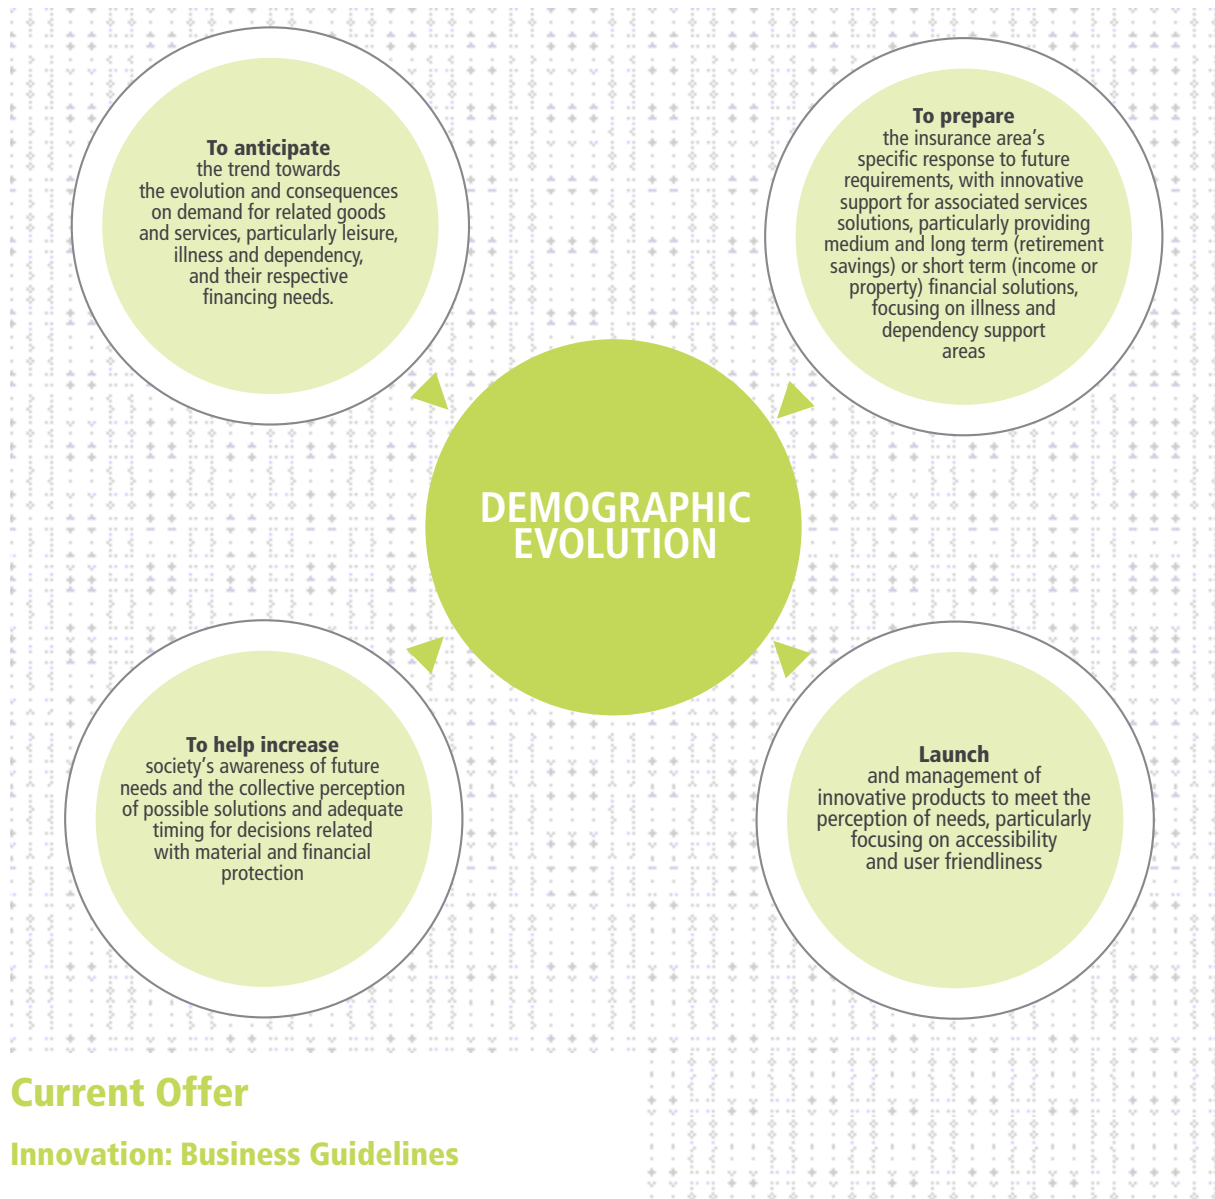 To anticipate
the trend towards
the evolution and consequences
on demand for related goods
and services, particularly leisure,
illness and dependency,
and their respective
financing needs.
To prepare
the insurance area's
specific response to future
requirements, with innovative
support for associated services
solutions, particularly providing
medium and long term (retirement
savings) or short term (income or
property) financial solutions,
focusing on illness and
dependency support
areas
DEMOGRAPHIC
EVOLUTION
To help increase
society's awareness of future
needs and the collective perception
of possible solutions and adequate
timing for decisions related
with material and financial
protection
Launch
and management of
innovative products to meet the
perception of needs, particularly
focusing on accessibility
and user friendliness
Current Offer
Innovation: Business Guidelines